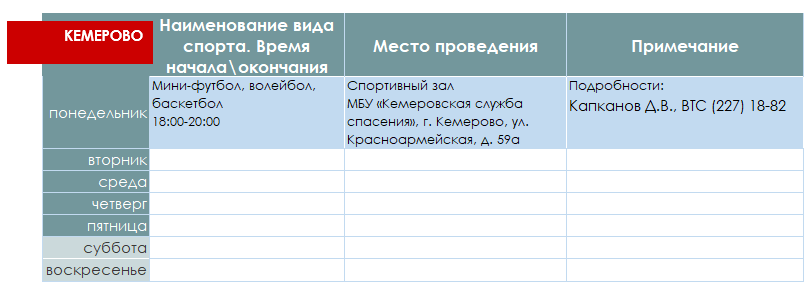 КЕМЕРОВО
Наименование вида
спорта. Время
начала\окончания
Место проведения
Примечание
понедельник
Мини-футбол, волейбол,
баскетбол
18:00-20:00
Спортивный зал
МБУ «Кемеровская служба
спасения», г. Кемерово, ул.
Красноармейская, д. 59а
Подробности:
Капканов Д.В., ВТС (227) 18-82
вторник
среда
четверг
пятница
суббота
воскресенье